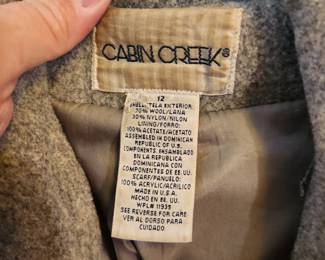 CABIN CREEK®
12
SHELL/TELA EXTERIOR:
70% WOOL/LANA
30% NYLON/NILON
LINING/FORRO:
100% ACETATE/ACETATO
ASSEMBLED IN DOMINICAN
REPUBLIC OF U.S.
COMPONENTS. ENSAMBLADO
EN LA REPUBLICA
DOMINICANA CON
COMPONENTES DE EE. UU.
SCARF/PANUELO:
100% ACRYLIC/ACRILICO
MADE IN U.S.A.
HECHO EN EE. UU.
WPL# 11935
SEE REVERSE FOR CARE
VER AL DORSO PARA
CUIDADO